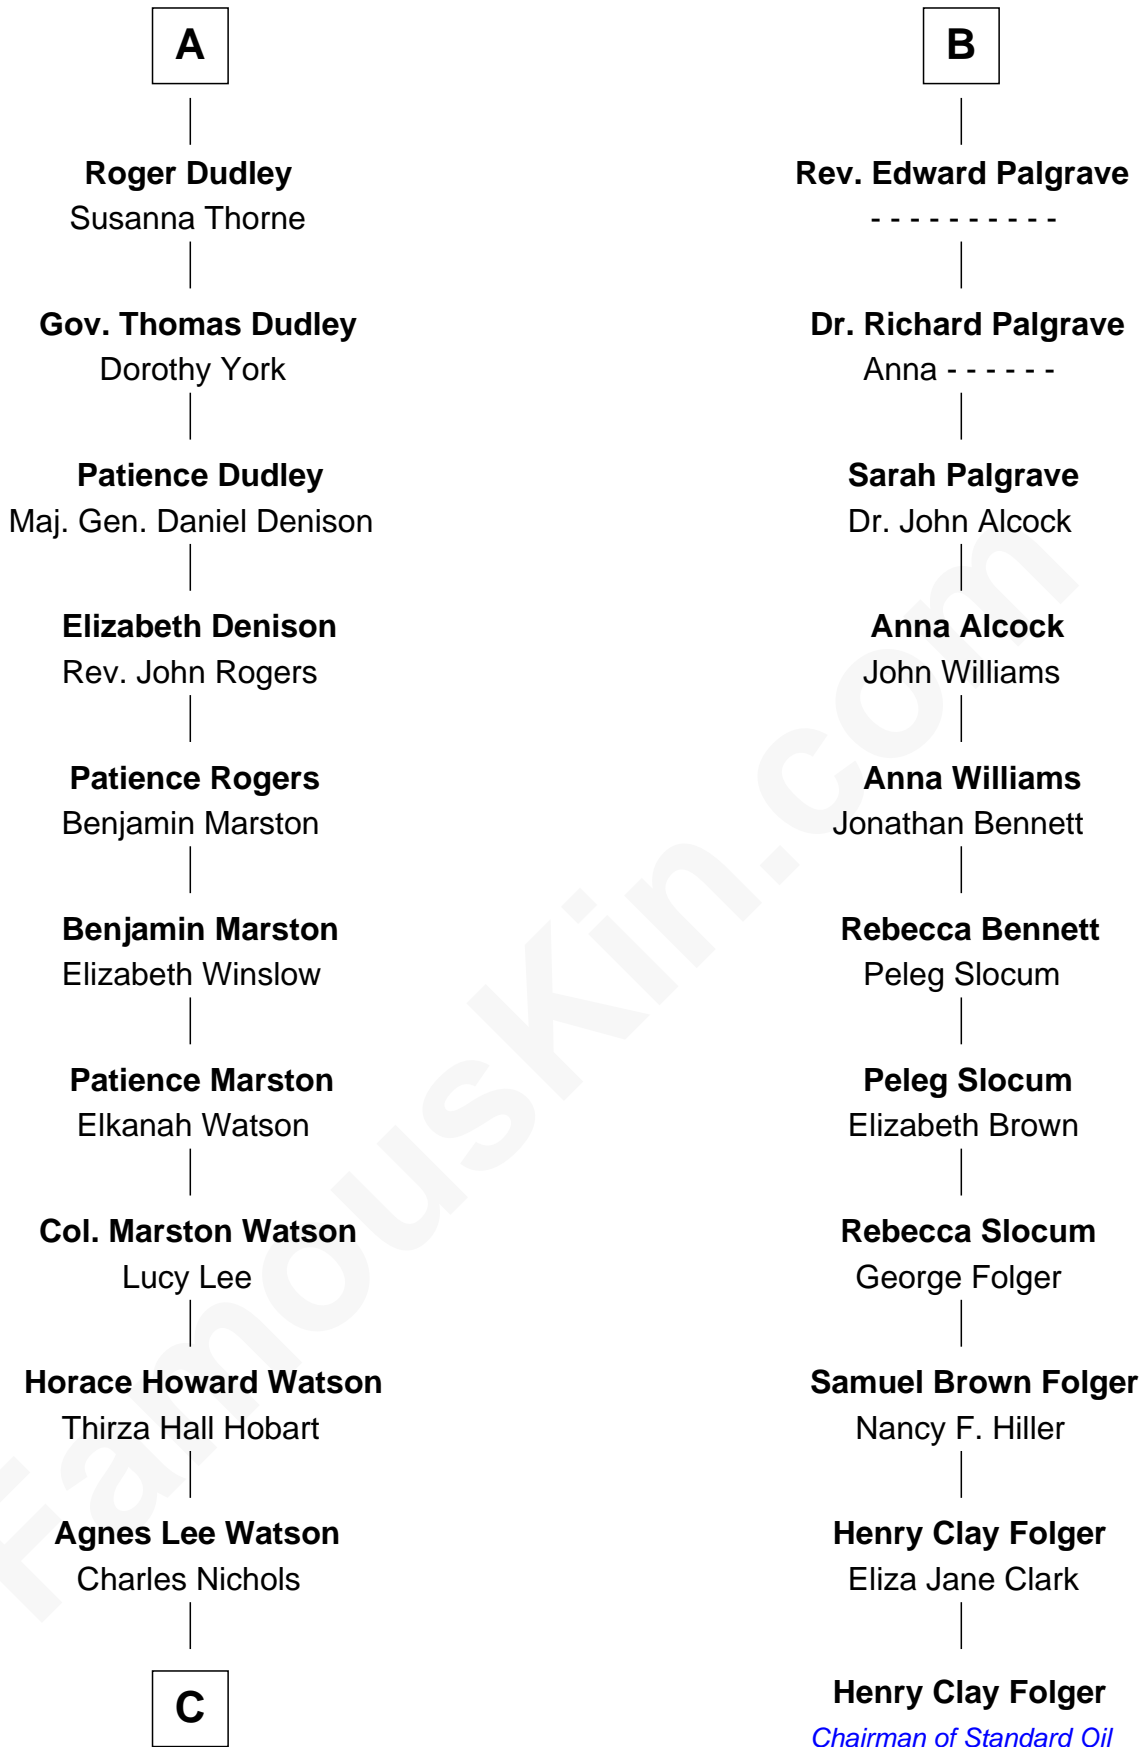 A
Roger Dudley
Susanna Thorne
Gov. Thomas Dudley
Dorothy York
Patience Dudley
Maj. Gen. Daniel Denison
Elizabeth Denison
Rev. John Rogers
Patience Rogers
Benjamin Marston
Benjamin Marston
Elizabeth Winslow
Patience Marston
Elkanah Watson
Col. Marston Watson
Lucy Lee
Horace Howard Watson
Thirza Hall Hobart
Agnes Lee Watson
Charles Nichols
C
B
Rev. Edward Palgrave
- - - - - - - - - -
Dr. Richard Palgrave
Anna - - - - - -
Sarah Palgrave
Dr. John Alcock
Anna Alcock
John Williams
Anna Williams
Jonathan Bennett
Rebecca Bennett
Peleg Slocum
Peleg Slocum
Elizabeth Brown
Rebecca Slocum
George Folger
Samuel Brown Folger
Nancy F. Hiller
Henry Clay Folger
Eliza Jane Clark
Henry Clay Folger
Chairman of Standard Oil
FamousKin.com